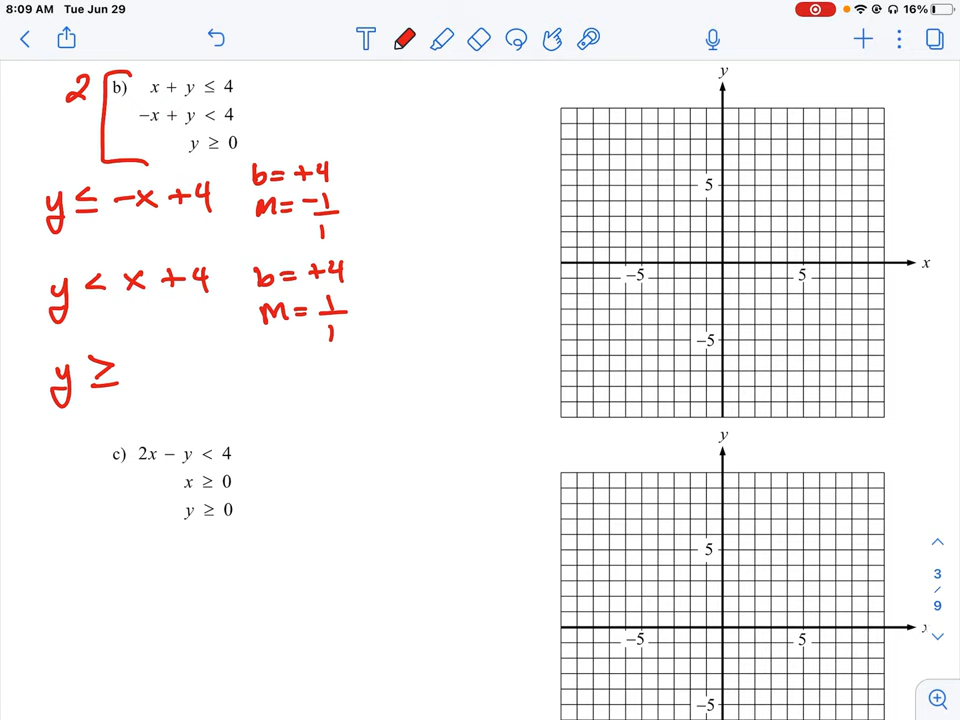 8:09 AM Tue Jun 29
16%
2
b) x + y ≤ 4
−x + y < 4
y ≥ 0
y ≤ −x +4
b = +4
m = −1/1
y < x +4
b = +4
m = 1/1
y ≥
c) 2x − y < 4
x ≥ 0
y ≥ 0
y
5
−5
5
x
−5
y
5
−5
5
−5
3
/
9